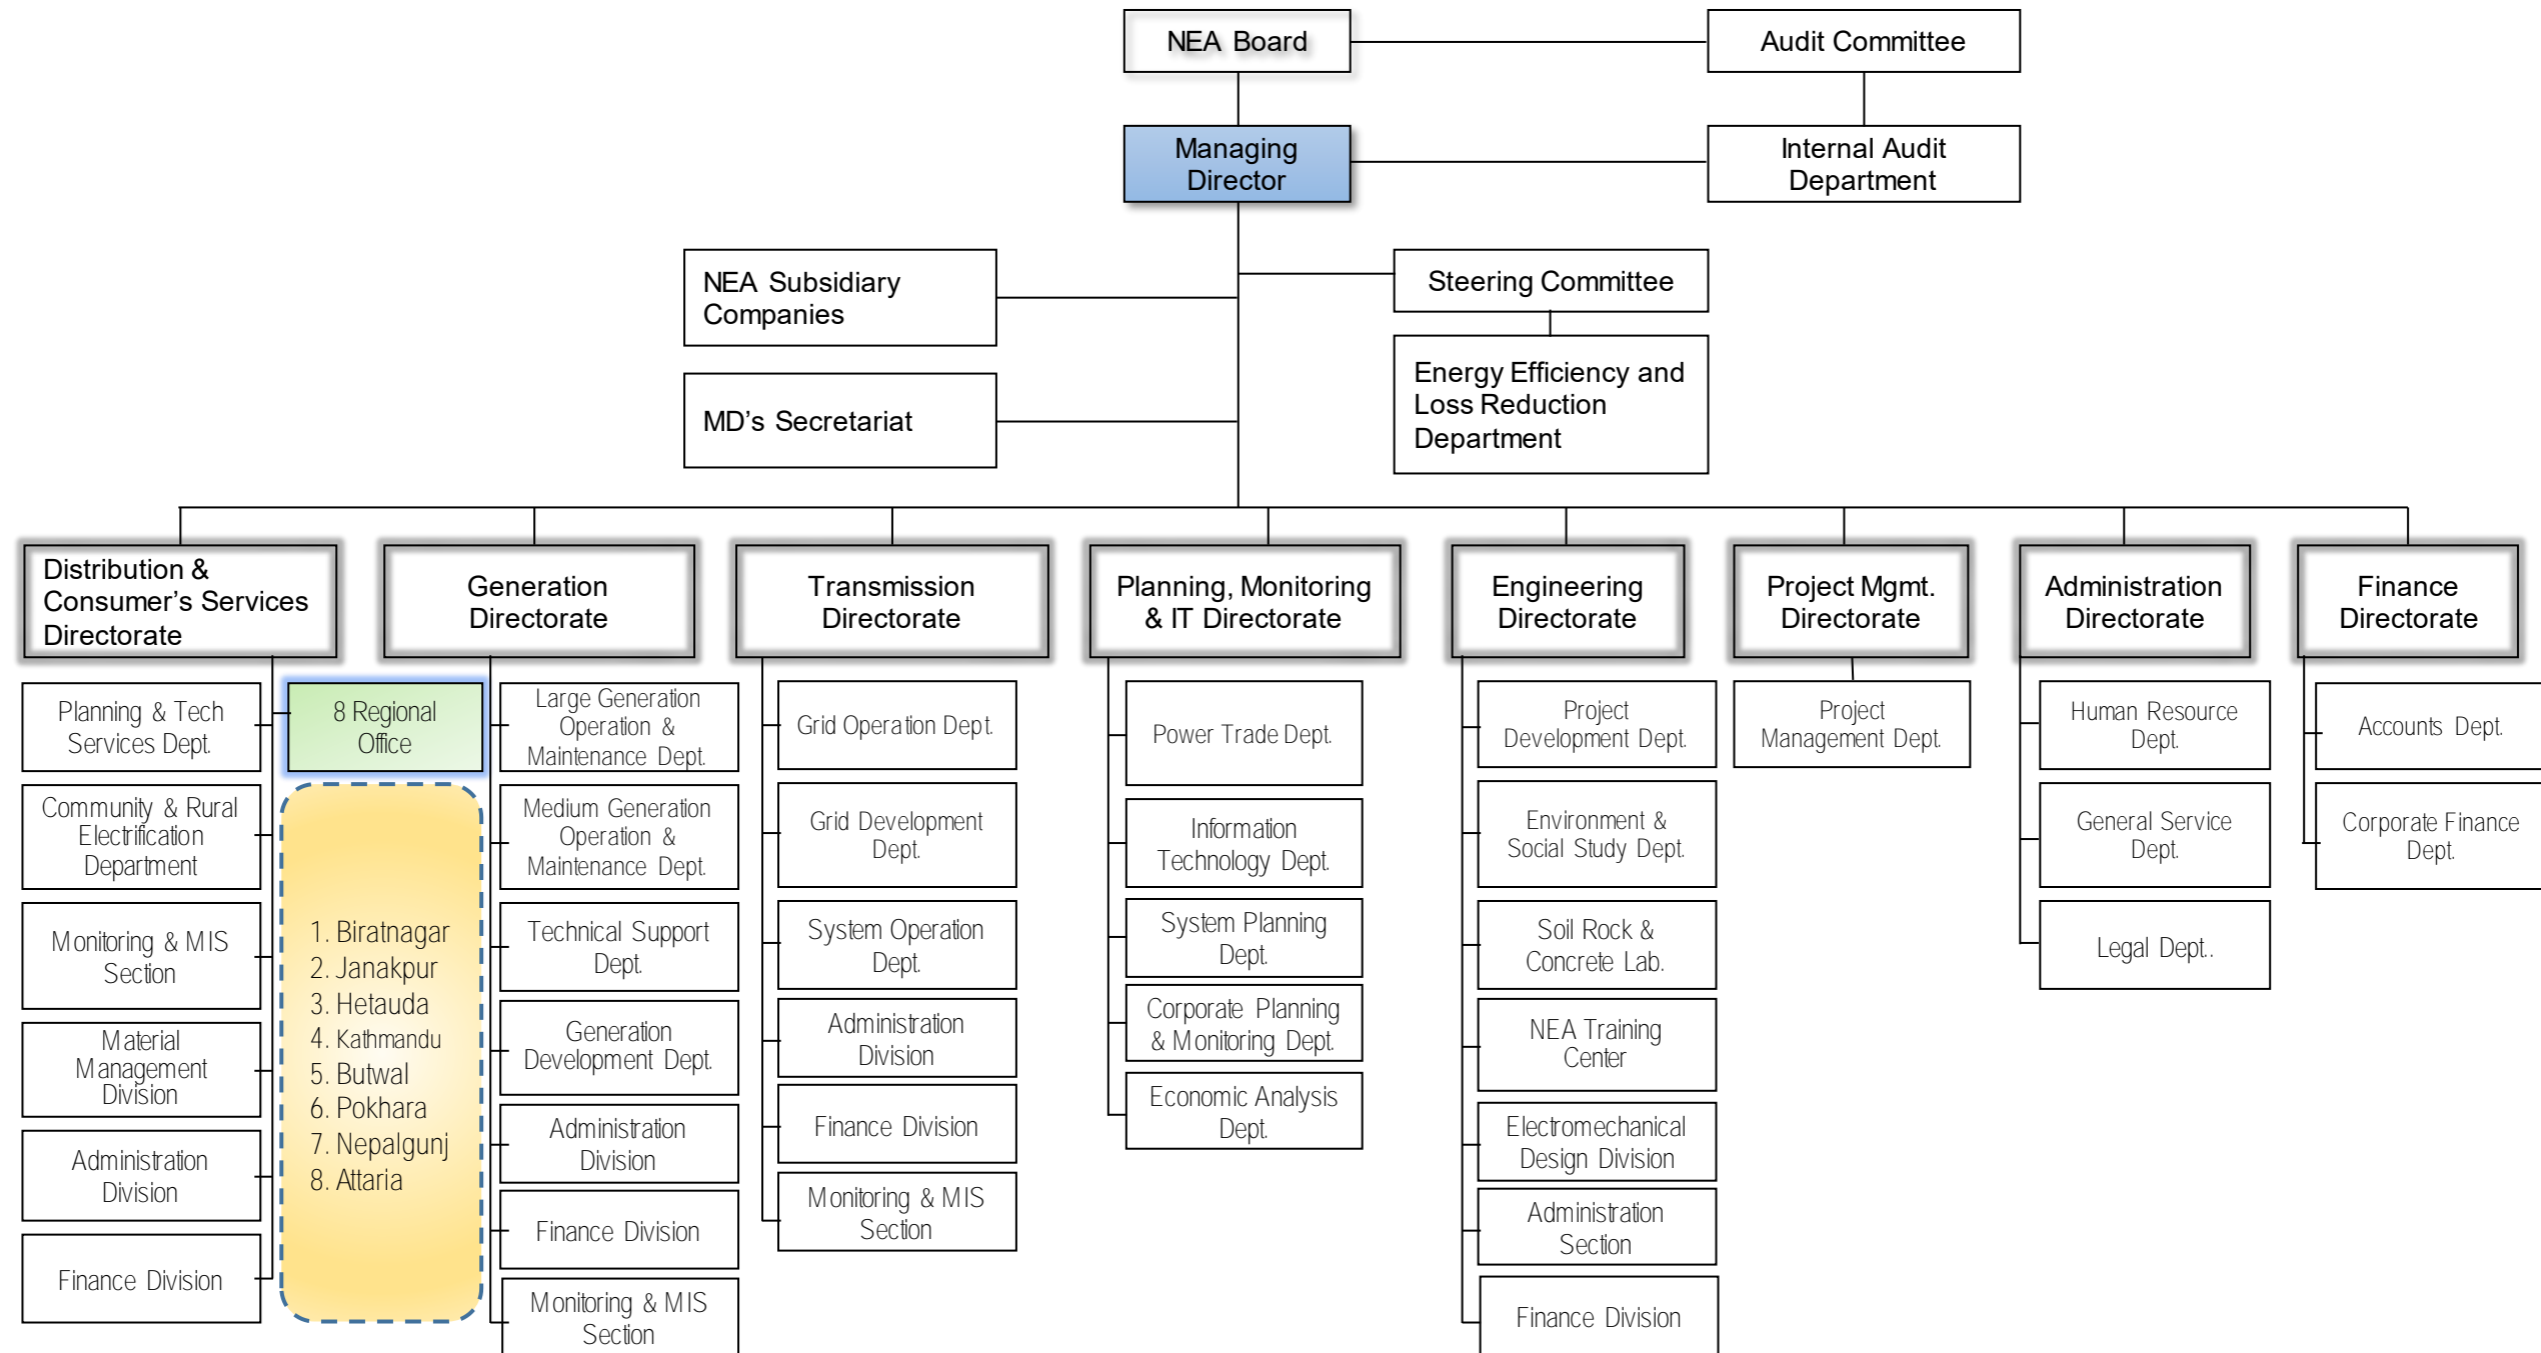 NEA Board
Audit Committee
Managing
Director
Internal Audit
Department
NEA Subsidiary
Companies
Steering Committee
MD’s Secretariat
Energy Efficiency and
Loss Reduction
Department
Distribution &
Consumer’s Services
Directorate
Generation
Directorate
Transmission
Directorate
Planning, Monitoring
& IT Directorate
Engineering
Directorate
Project Mgmt.
Directorate
Administration
Directorate
Finance
Directorate
Planning & Tech
Services Dept.
Community & Rural
Electrification
Department
Monitoring & MIS
Section
Material
Management
Division
Administration
Division
Finance Division
8 Regional
Office
1. Biratnagar
2. Janakpur
3. Hetauda
4. Kathmandu
5. Butwal
6. Pokhara
7. Nepalgunj
8. Attaria
Large Generation
Operation &
Maintenance Dept.
Medium Generation
Operation &
Maintenance Dept.
Technical Support
Dept.
Generation
Development Dept.
Administration
Division
Finance Division
Monitoring & MIS
Section
Grid Operation Dept.
Grid Development
Dept.
System Operation
Dept.
Administration
Division
Finance Division
Monitoring & MIS
Section
Power Trade Dept.
Information
Technology Dept.
System Planning
Dept.
Corporate Planning
& Monitoring Dept.
Economic Analysis
Dept.
Project
Development Dept.
Environment &
Social Study Dept.
Soil Rock &
Concrete Lab.
NEA Training
Center
Electromechanical
Design Division
Administration
Section
Finance Division
Project
Management Dept.
Human Resource
Dept.
General Service
Dept.
Legal Dept..
Accounts Dept.
Corporate Finance
Dept.